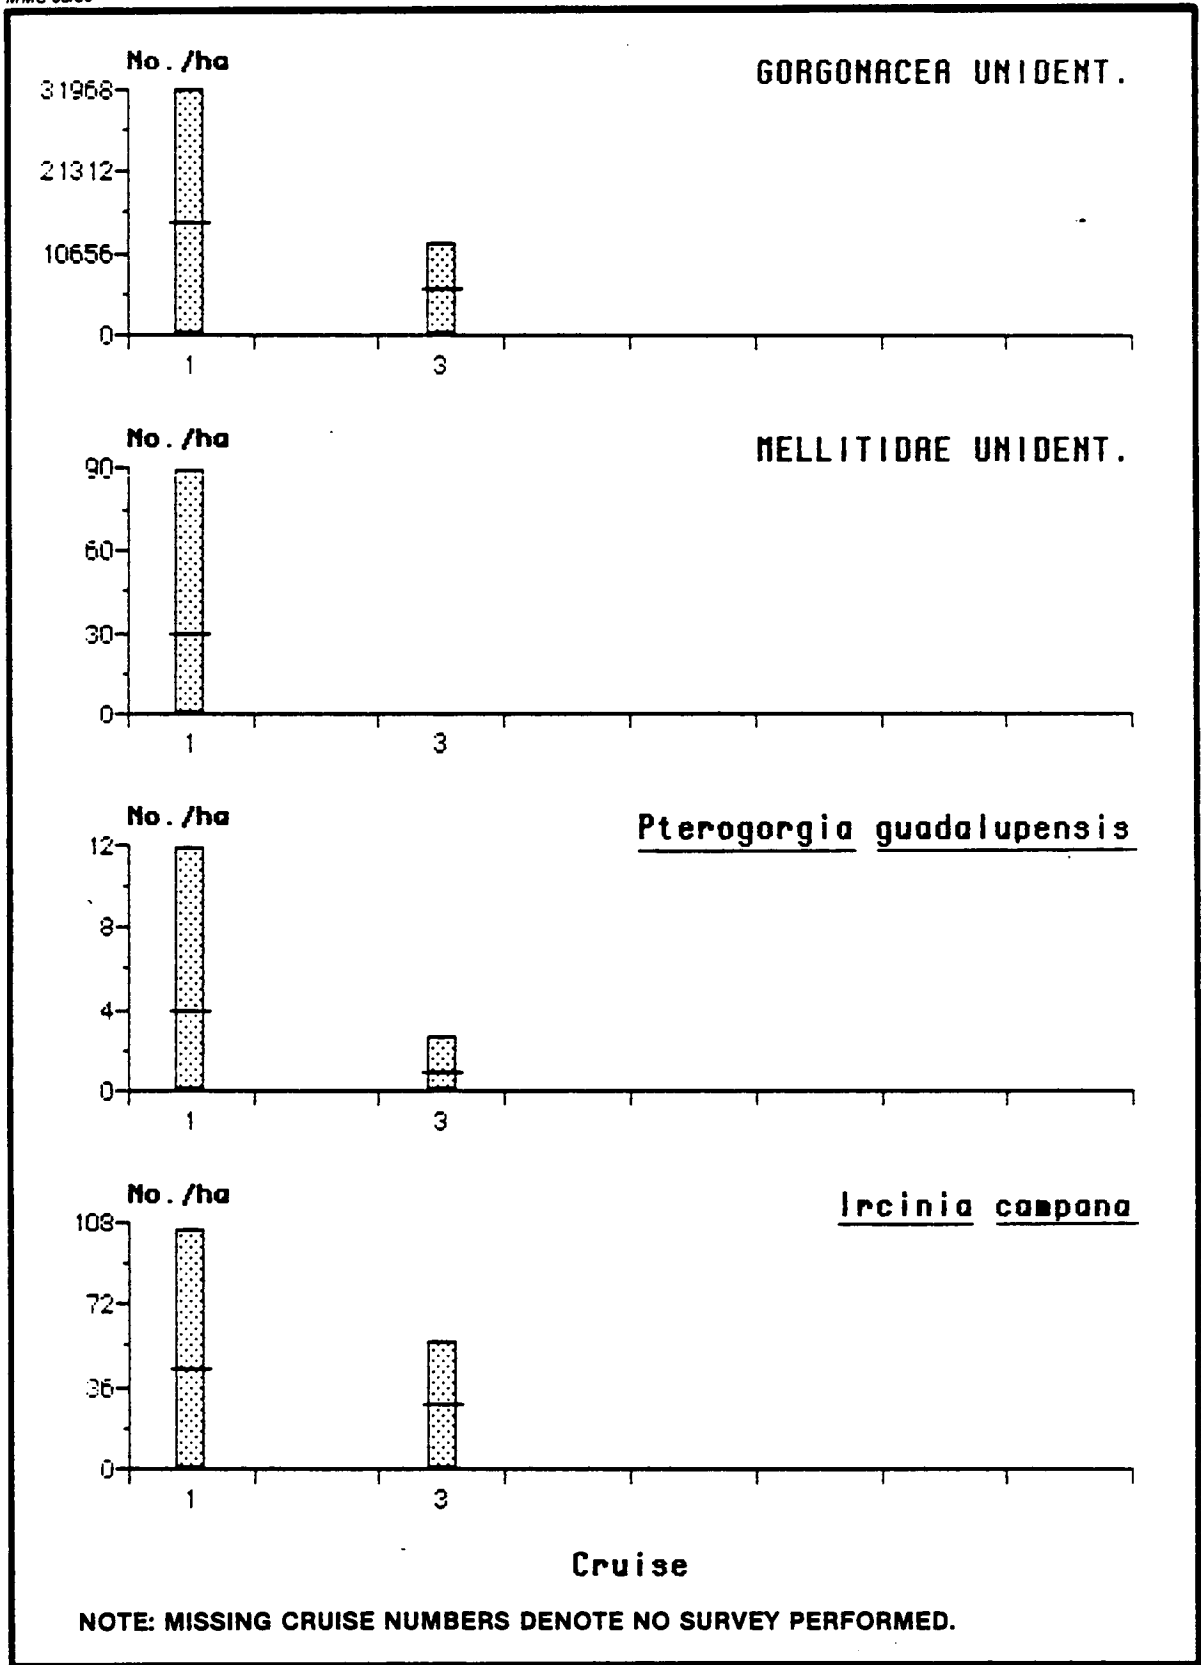 No./ha
GORGONACEA UNIDENT.
31968
21312
10656
0
1 3
No./ha
MELLITIDAE UNIDENT.
90
60
30
0
1 3
No./ha
Pterogorgia guadalupensis
12
8
4
0
1 3
No./ha
Ircinia campana
108
72
36
0
1 3
Cruise
NOTE: MISSING CRUISE NUMBERS DENOTE NO SURVEY PERFORMED.